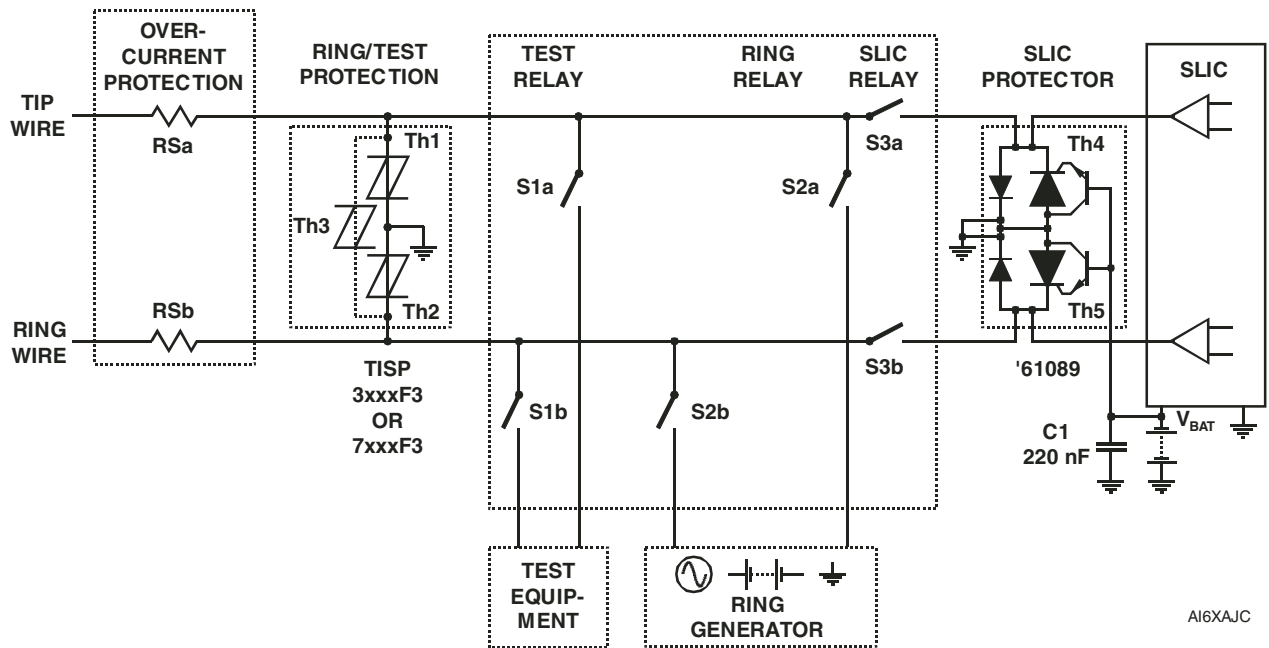 OVER-
CURRENT
PROTECTION
RING/TEST
PROTECTION
TEST
RELAY
RING
RELAY
SLIC
RELAY
SLIC
PROTECTOR
SLIC
TIP
WIRE
RSa
Th1
Th3
Th2
S1a
S2a
S3a
Th4
Th5
RING
WIRE
RSb
TISP
3xxxF3
OR
7xxxF3
S1b
S2b
S3b
'61089
C1
220 nF
VBAT
TEST
EQUIP-
MENT
RING
GENERATOR
AI6XAJC